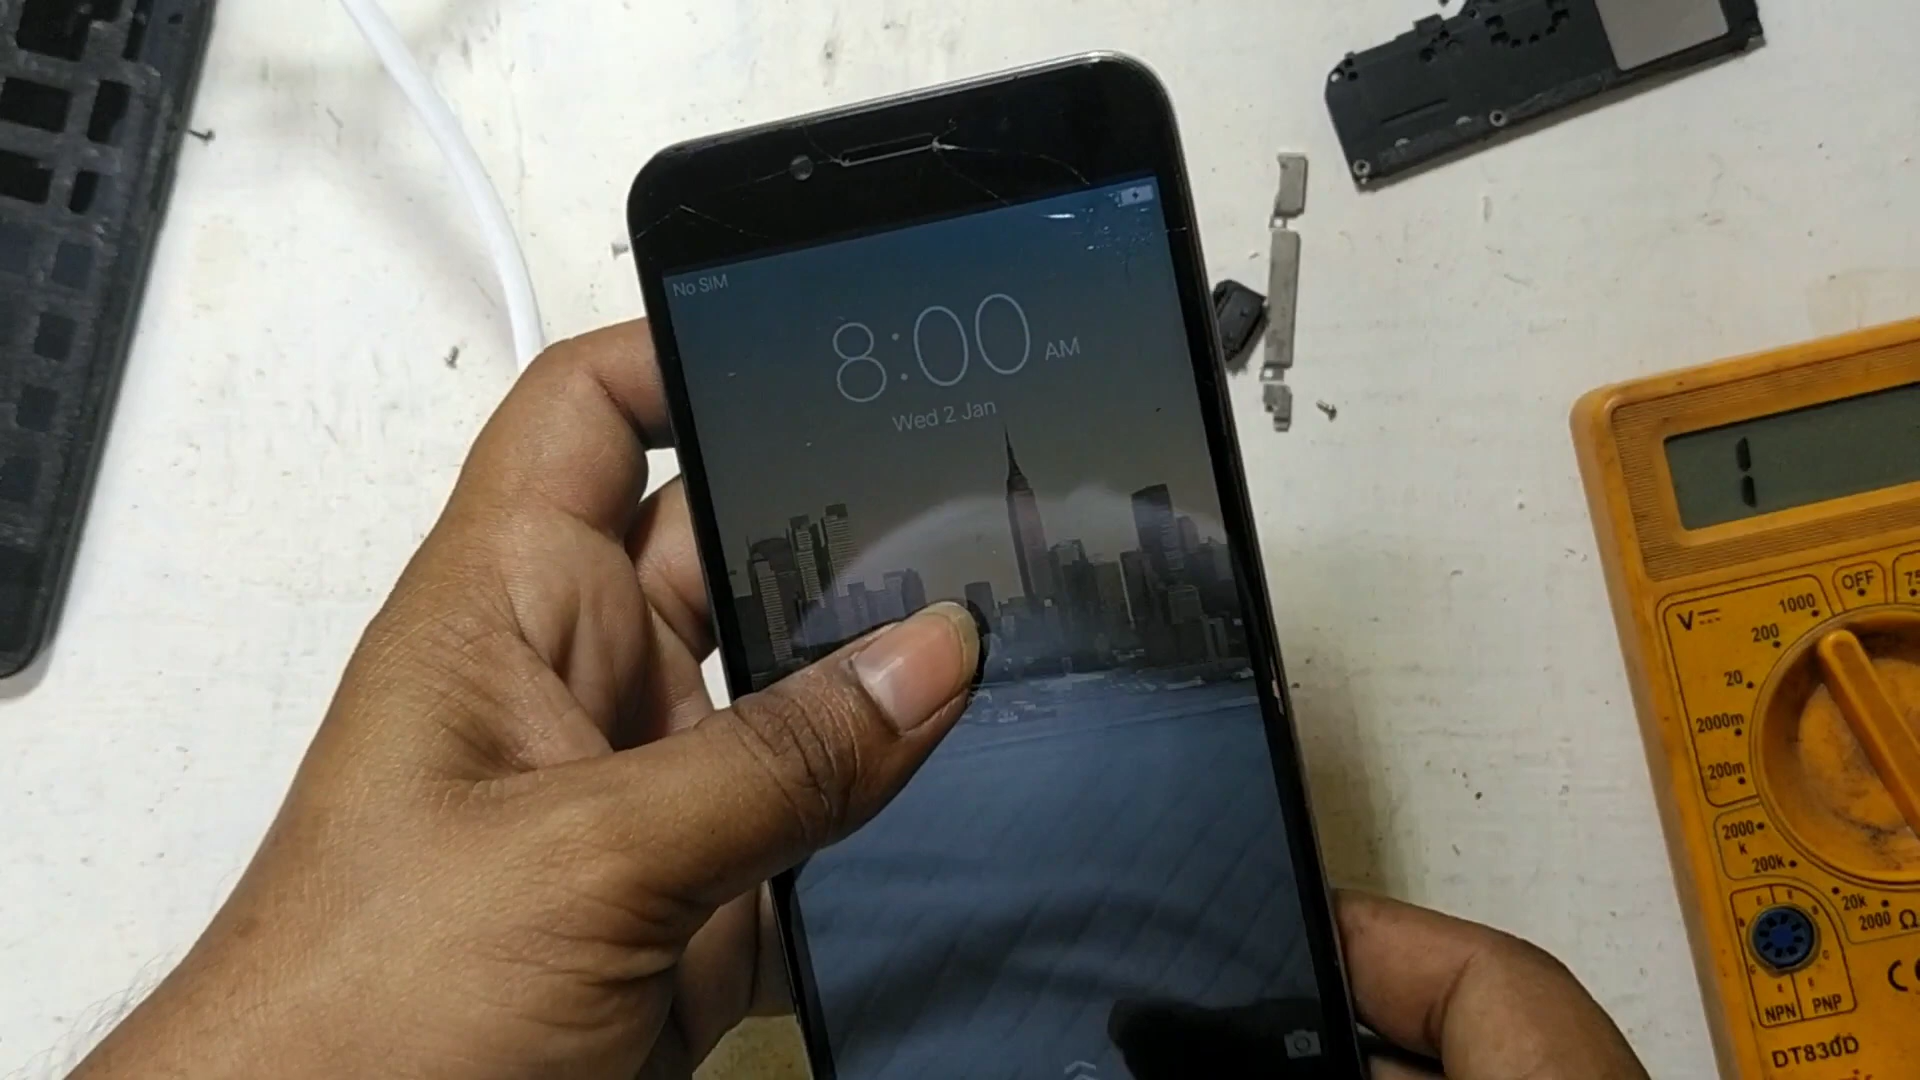 No SIM
8:00 AM
Wed 2 Jan
1
OFF
V
1000
200
20
2000m
200m
2000
k
200k
20k
2000 Ω
NPN
PNP
DT830D